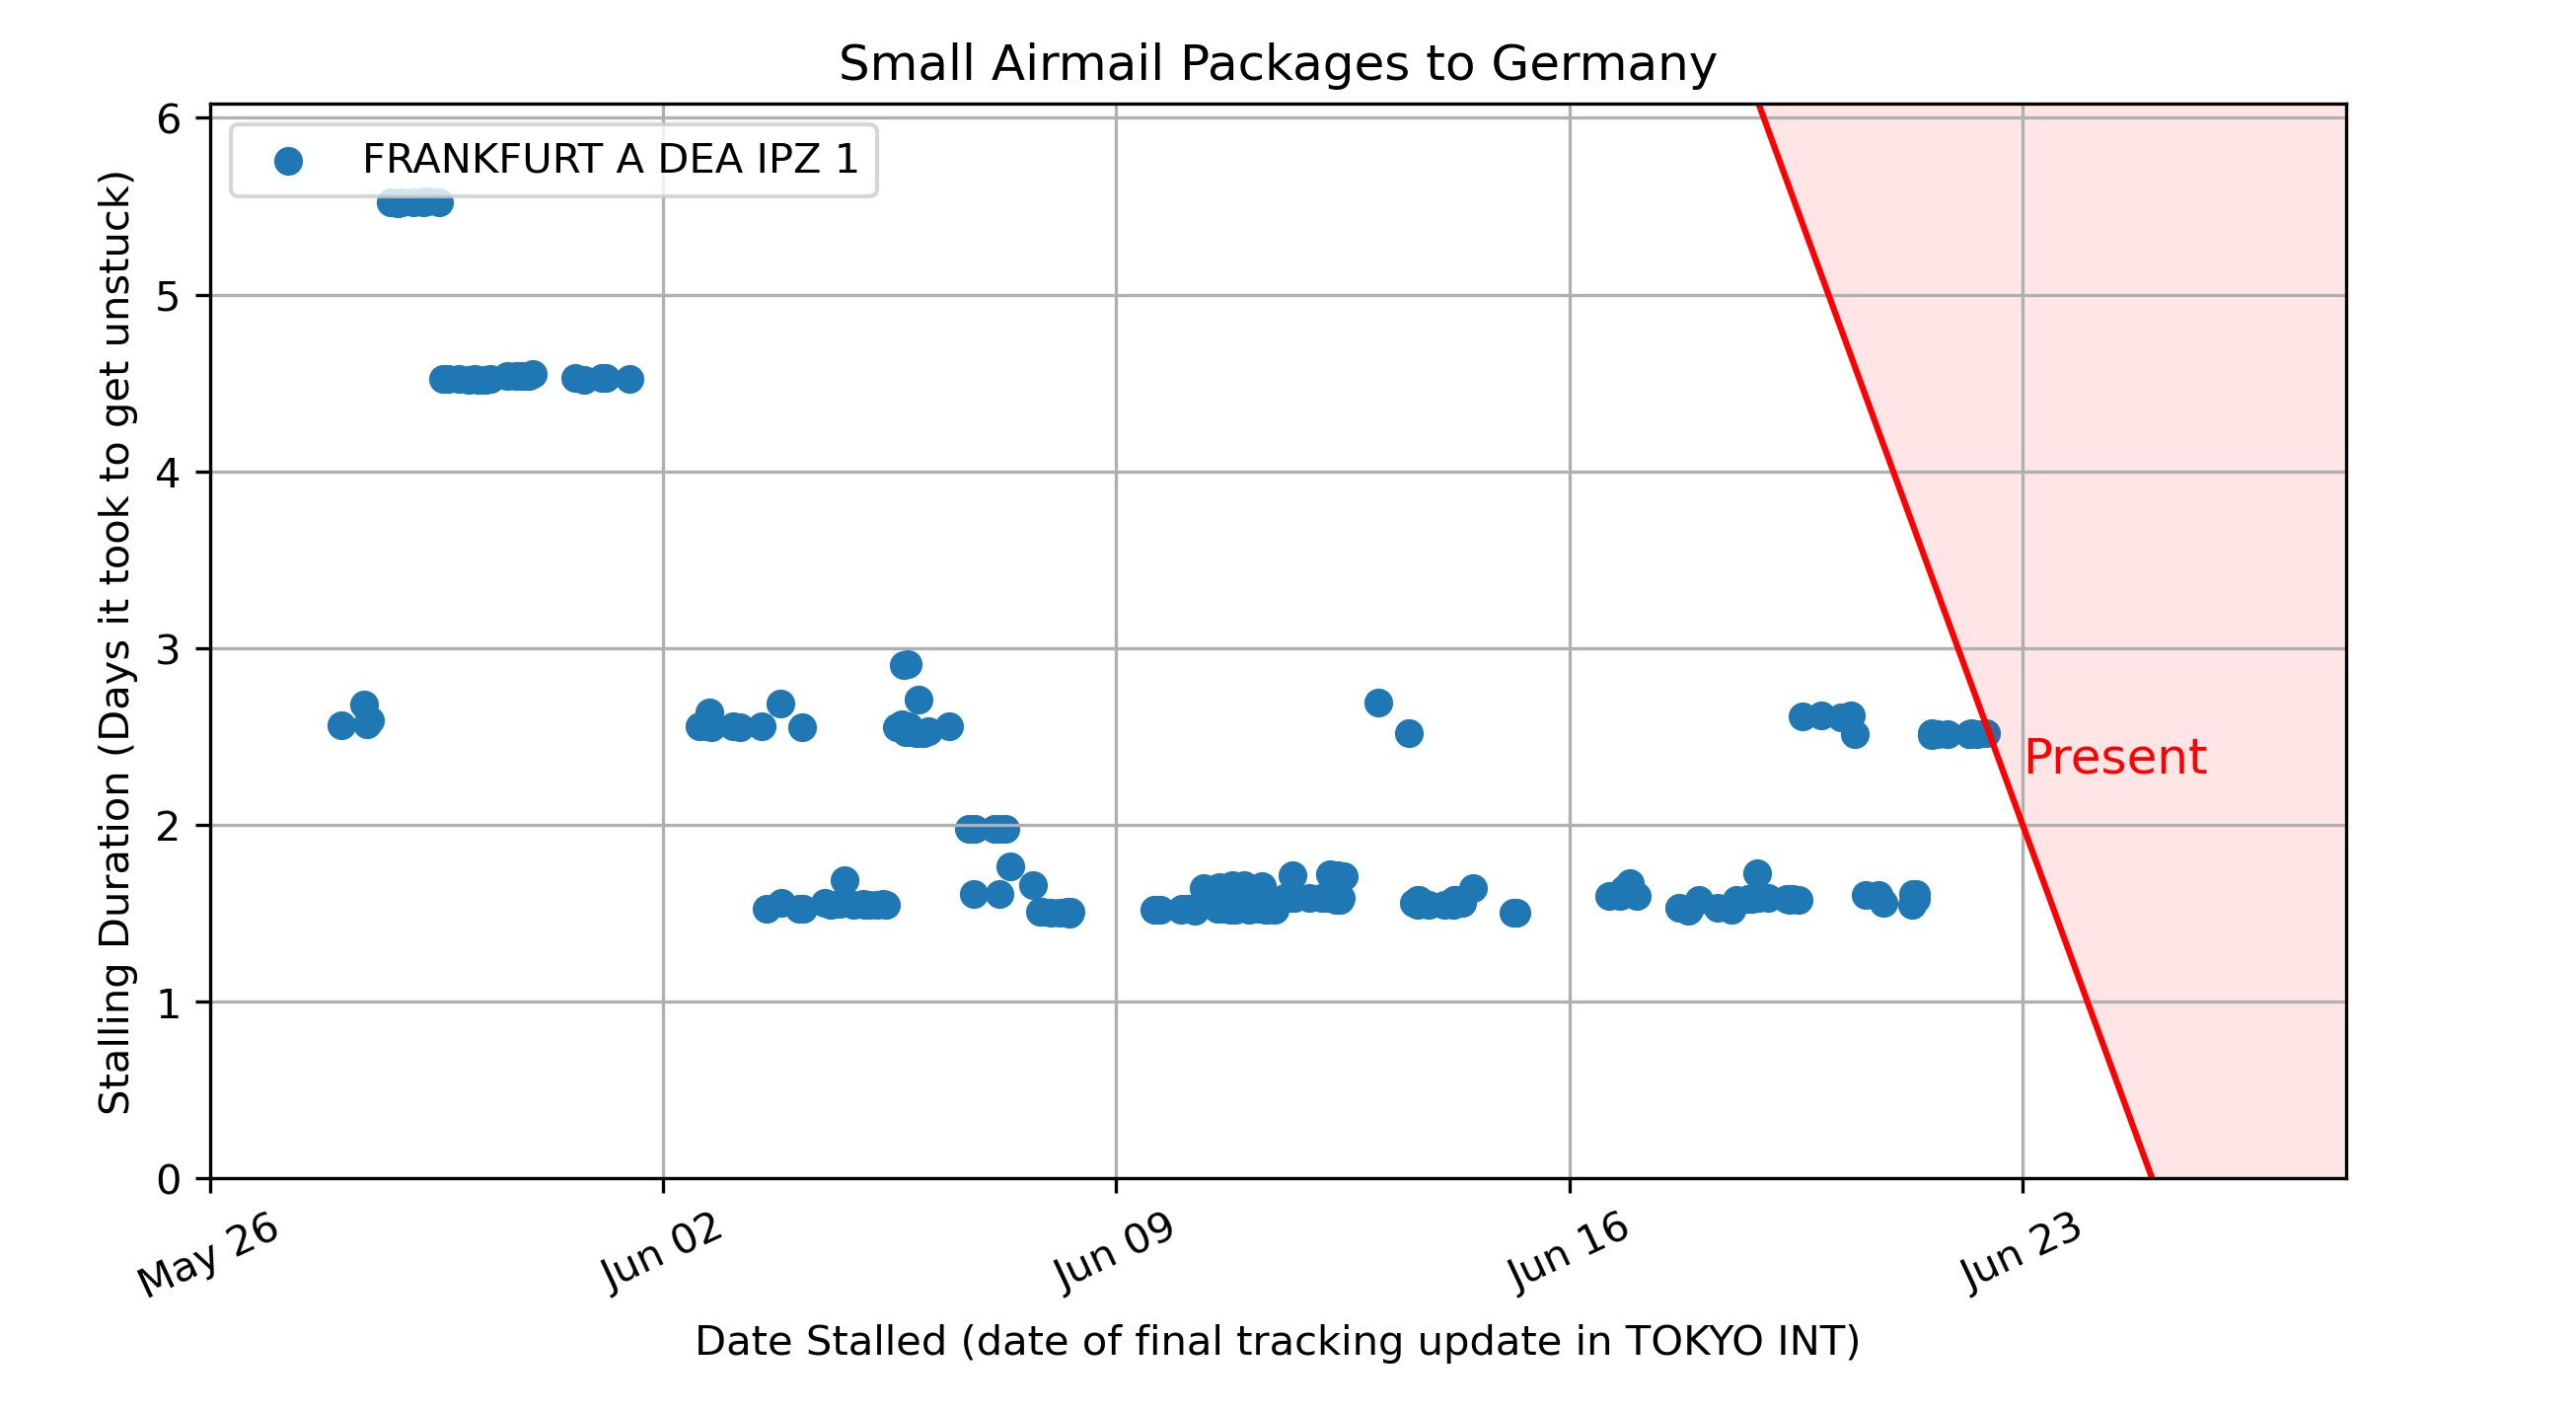 Small Airmail Packages to Germany
FRANKFURT A DEA IPZ 1
Stalling Duration (Days it took to get unstuck)
6
5
4
3
2
1
0
Present
May 26
Jun 02
Jun 09
Jun 16
Jun 23
Date Stalled (date of final tracking update in TOKYO INT)